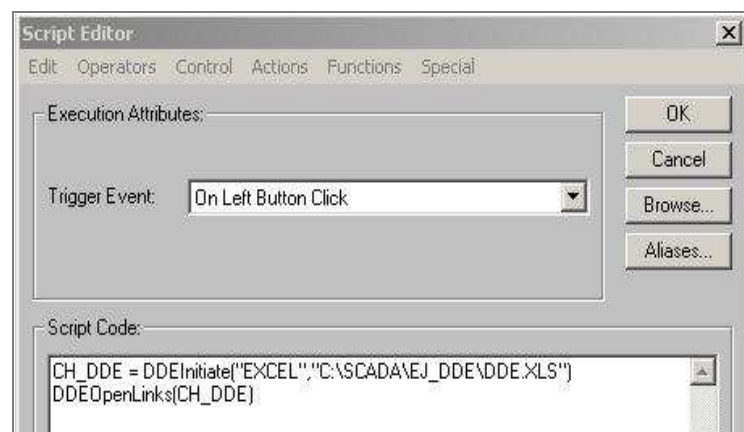 Script Editor
Edit Operators Control Actions Functions Special
Execution Attributes:
OK
Cancel
Trigger Event: On Left Button Click
Browse...
Aliases...
Script Code:
CH_DDE = DDEInitiate("EXCEL","C:\SCADA\EJ_DDE\DDE.XLS")
DDEOpenLinks(CH_DDE)